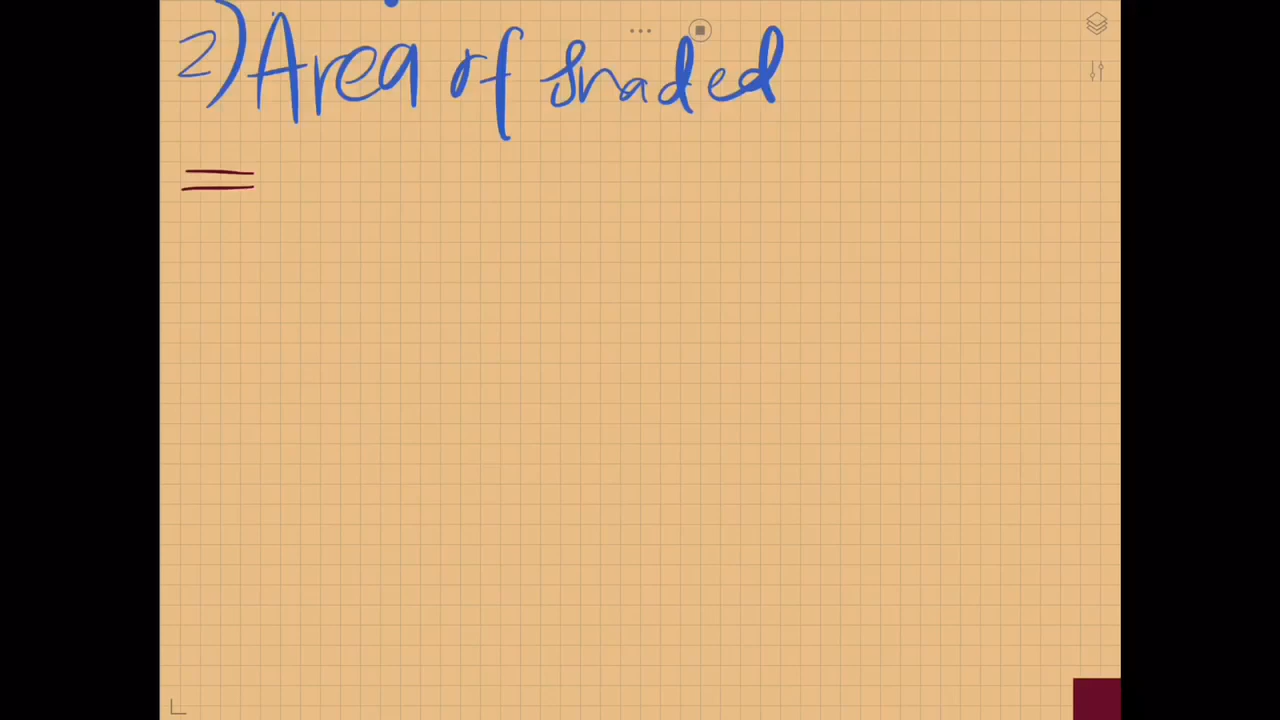 2) Area of shaded
=